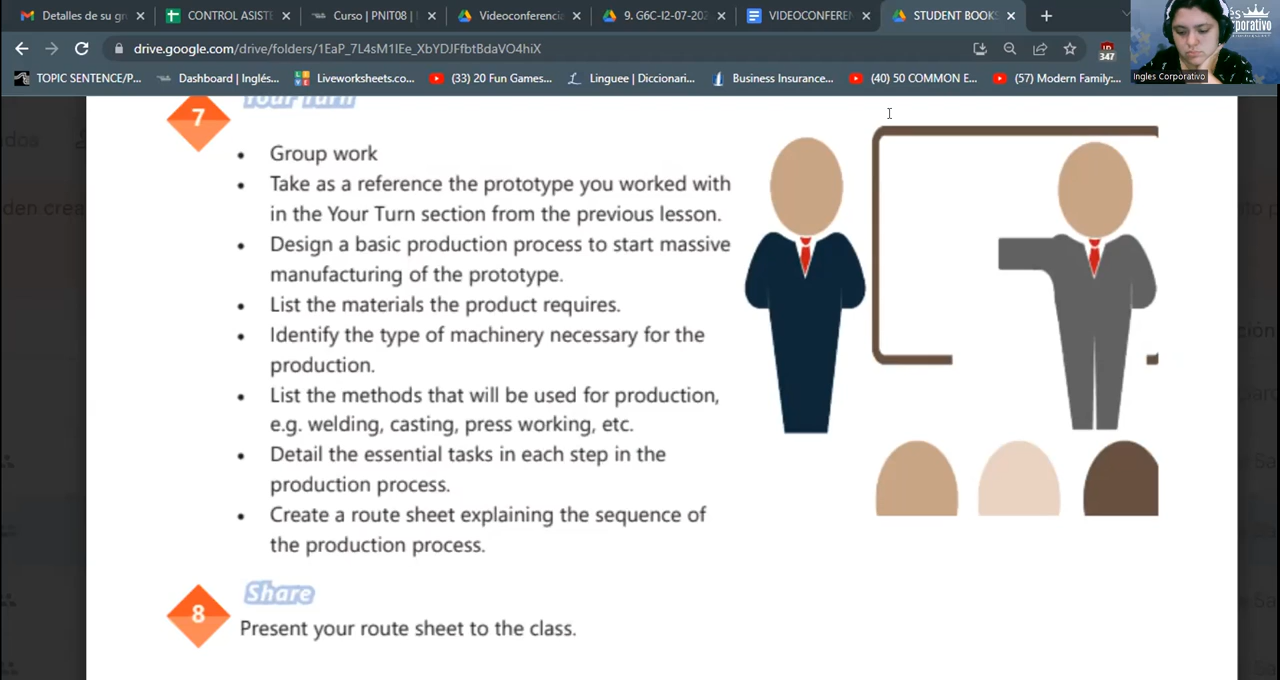 Detalles de su gr
CONTROL ASIST
Curso | PNIT08 |
Videoconferencia
9. G6C-I2-07-202
VIDEOCONFEREN
STUDENT BOOKS
drive.google.com/drive/folders/1EaP_7L4sM1IEe_XbYDJFfbtBdaVO4hiX
347
Corporativo
Ingles Corporativo
TOPIC SENTENCE/P...
Dashboard | Inglés...
Liveworksheets.co...
(33) 20 Fun Games...
Linguee | Diccionari...
Business Insurance...
(40) 50 COMMON E...
(57) Modern Family:...
7
Your Turn
• Group work
• Take as a reference the prototype you worked with
in the Your Turn section from the previous lesson.
• Design a basic production process to start massive
manufacturing of the prototype.
• List the materials the product requires.
• Identify the type of machinery necessary for the
production.
• List the methods that will be used for production,
e.g. welding, casting, press working, etc.
• Detail the essential tasks in each step in the
production process.
• Create a route sheet explaining the sequence of
the production process.
8
Share
Present your route sheet to the class.